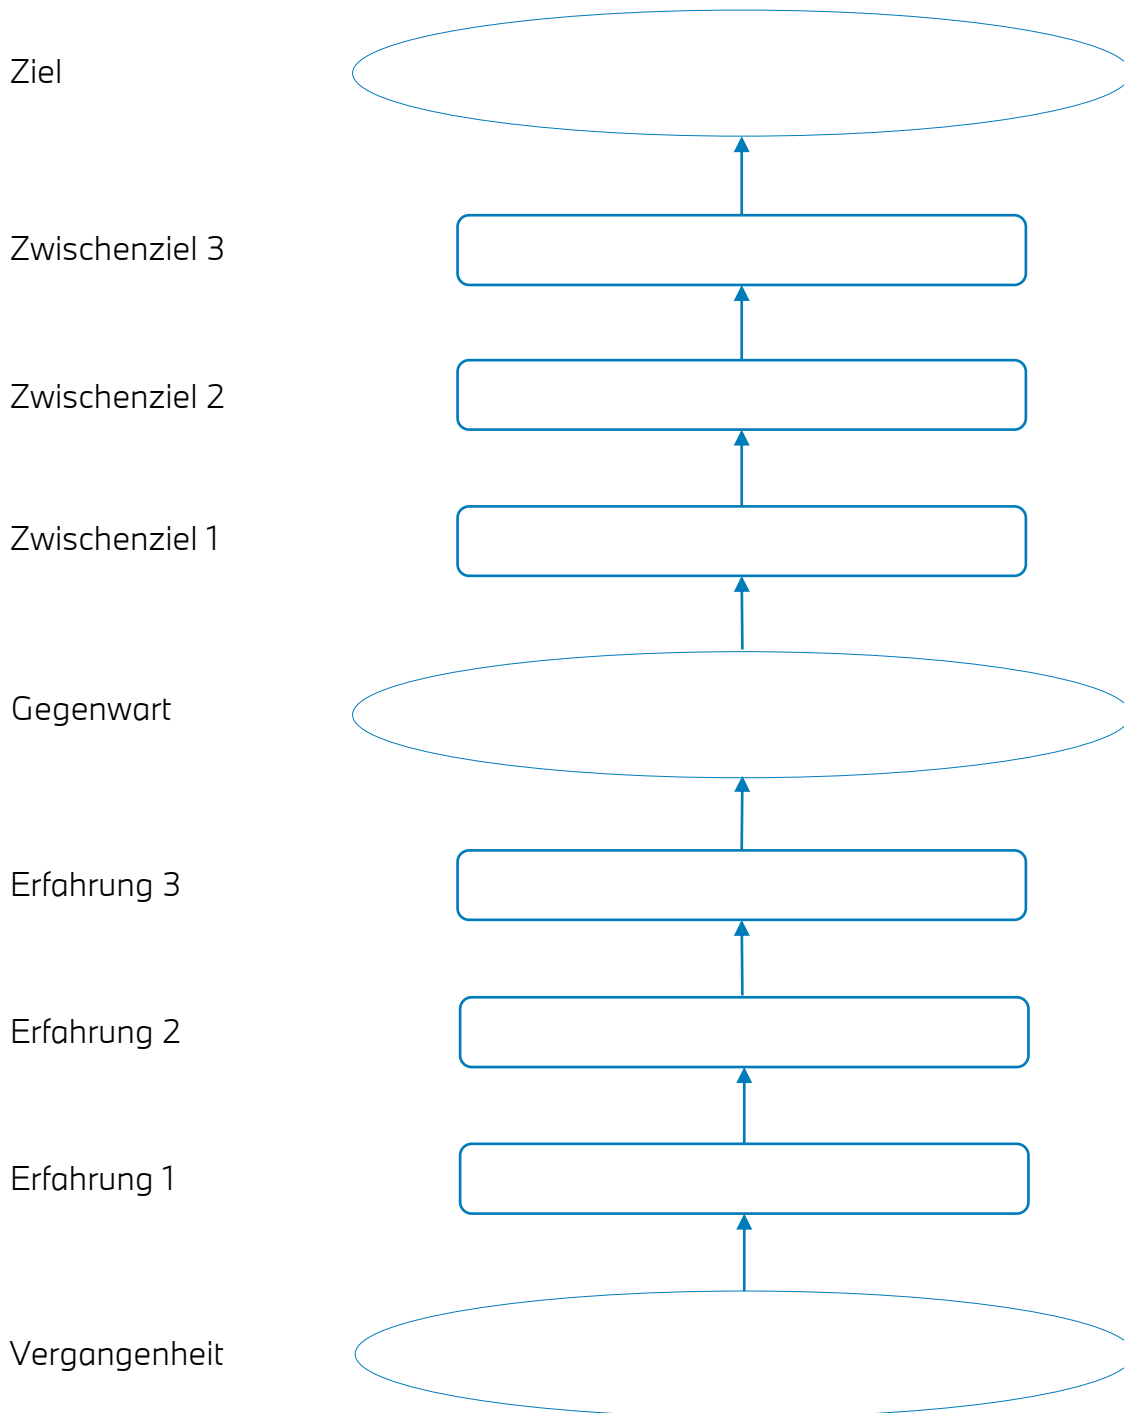 Ziel
Zwischenziel 3
Zwischenziel 2
Zwischenziel 1
Gegenwart
Erfahrung 3
Erfahrung 2
Erfahrung 1
Vergangenheit